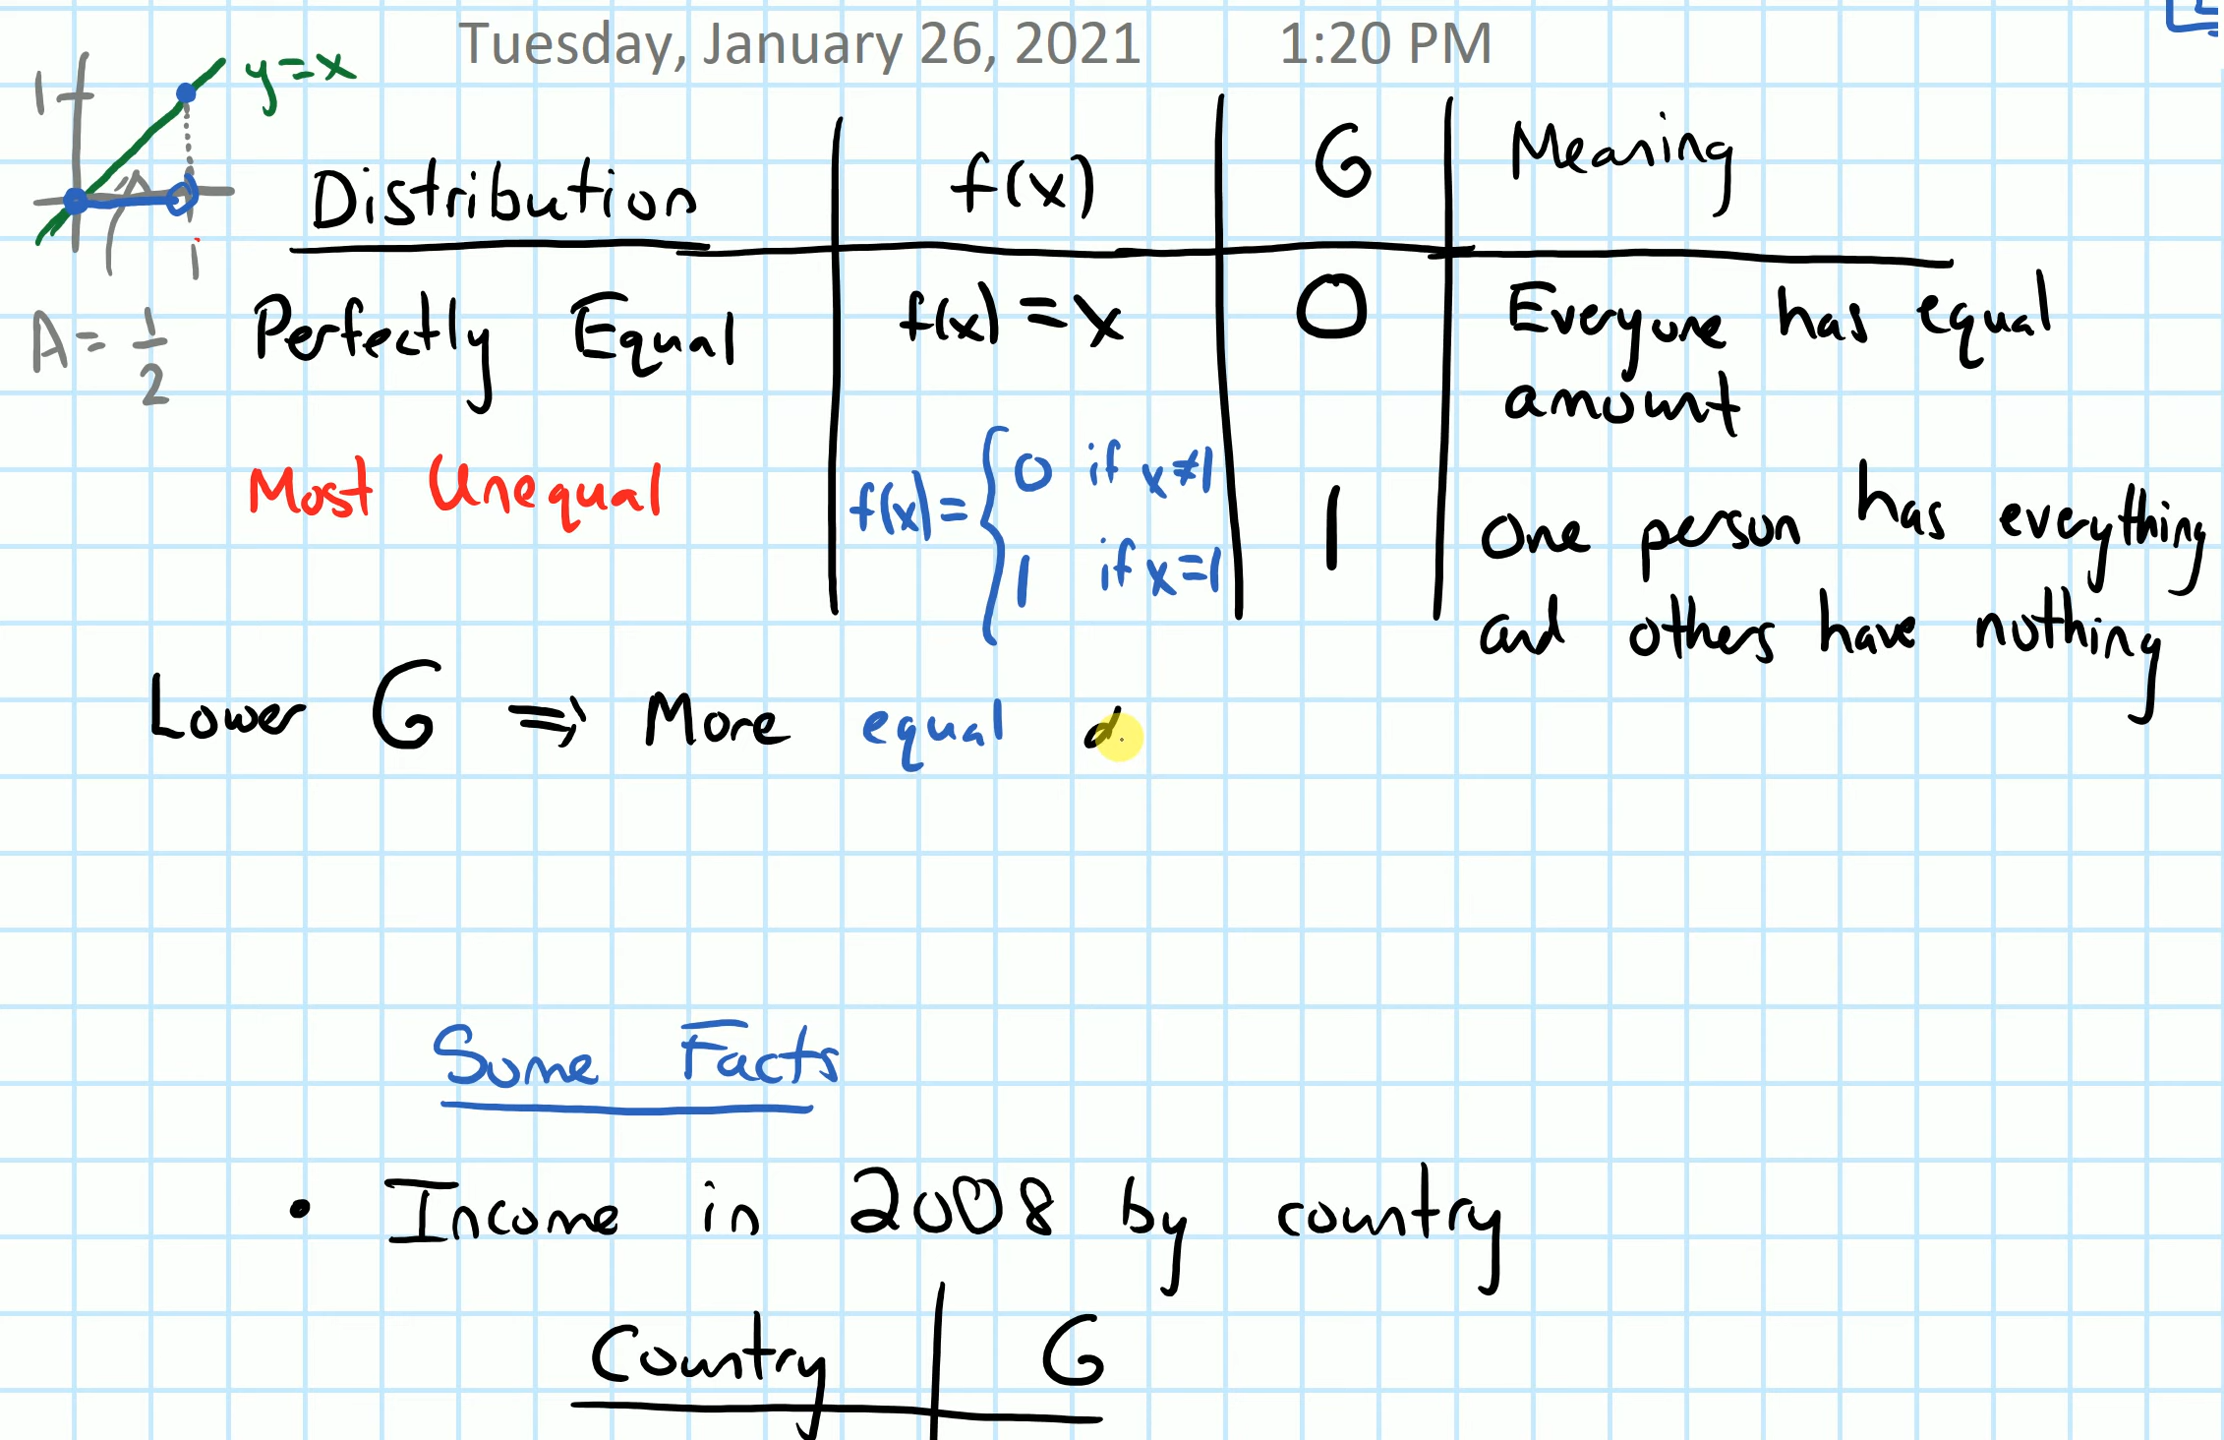 Tuesday, January 26, 2021 1:20 PM
1 y=x
1
A = 1/2
Distribution f(x) G Meaning
Perfectly Equal f(x)=x 0 Everyone has equal
amount
Most Unequal f(x)={ 0 if x≠1 1 One person has everything
1 if x=1 and others have nothing
Lower G ⇒ More equal d
Some Facts
• Income in 2008 by country
Country G